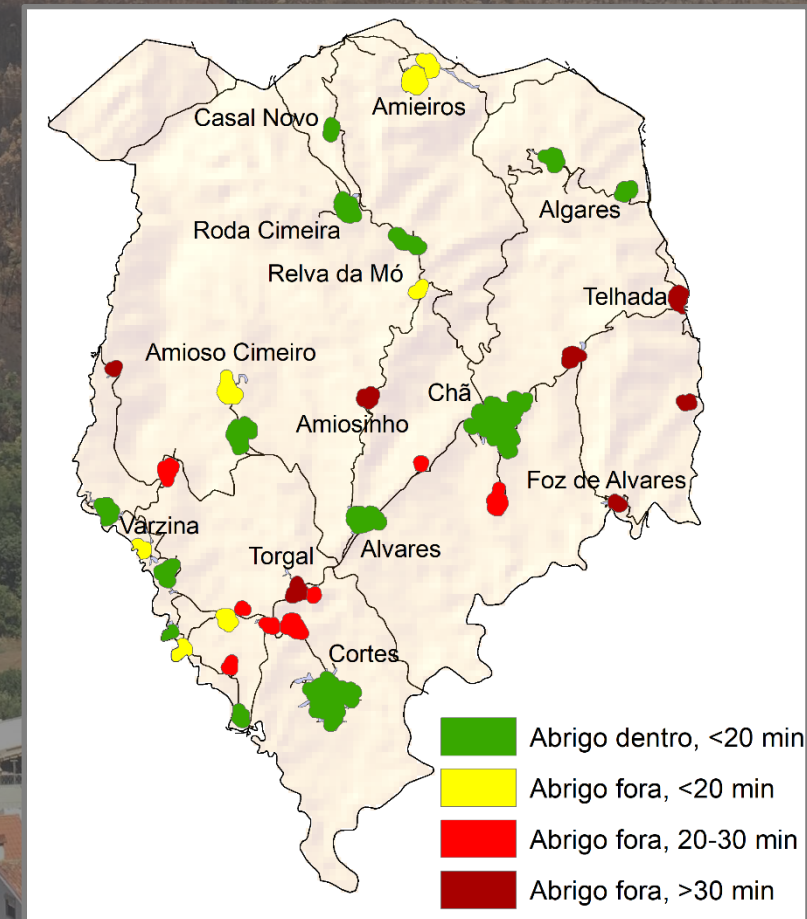 Amieiros
Casal Novo
Algares
Roda Cimeira
Relva da Mó
Telhada
Amioso Cimeiro
Chã
Amiosinho
Foz de Alvares
Varzina
Torgal
Alvares
Cortes
Abrigo dentro, <20 min
Abrigo fora, <20 min
Abrigo fora, 20-30 min
Abrigo fora, >30 min